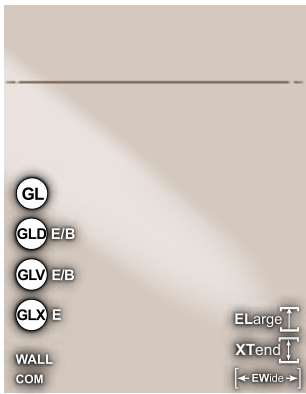 GL
GLD E/B
GLV E/B
GLX E
WALL
COM
ELarge
XTend
EWide